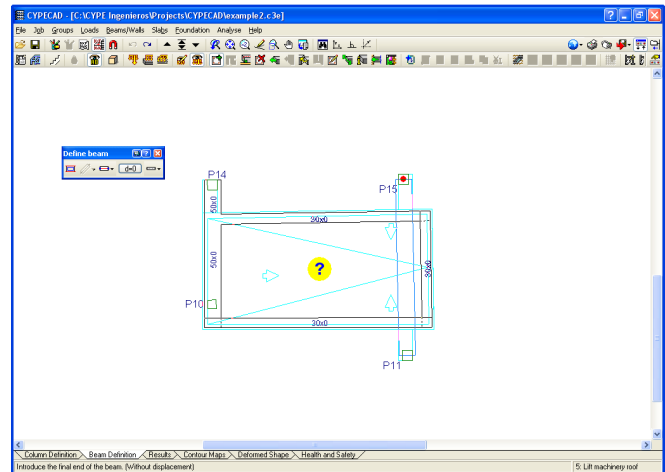 CYPECAD - [C:\CYPE Ingenieros\Projects\CYPECAD\example2.c3e]
File Job Groups Loads Beams/Walls Slabs Foundation Analyse Help
Define beam
(d=0)
P14
P15
50x0
30x0
50x0
?
30x0
P10
30x0
P11
Column Definition Beam Definition Results Contour Maps Deformed Shape Health and Safety
Introduce the final end of the beam. (Without displacement)
5: Lift machinery roof